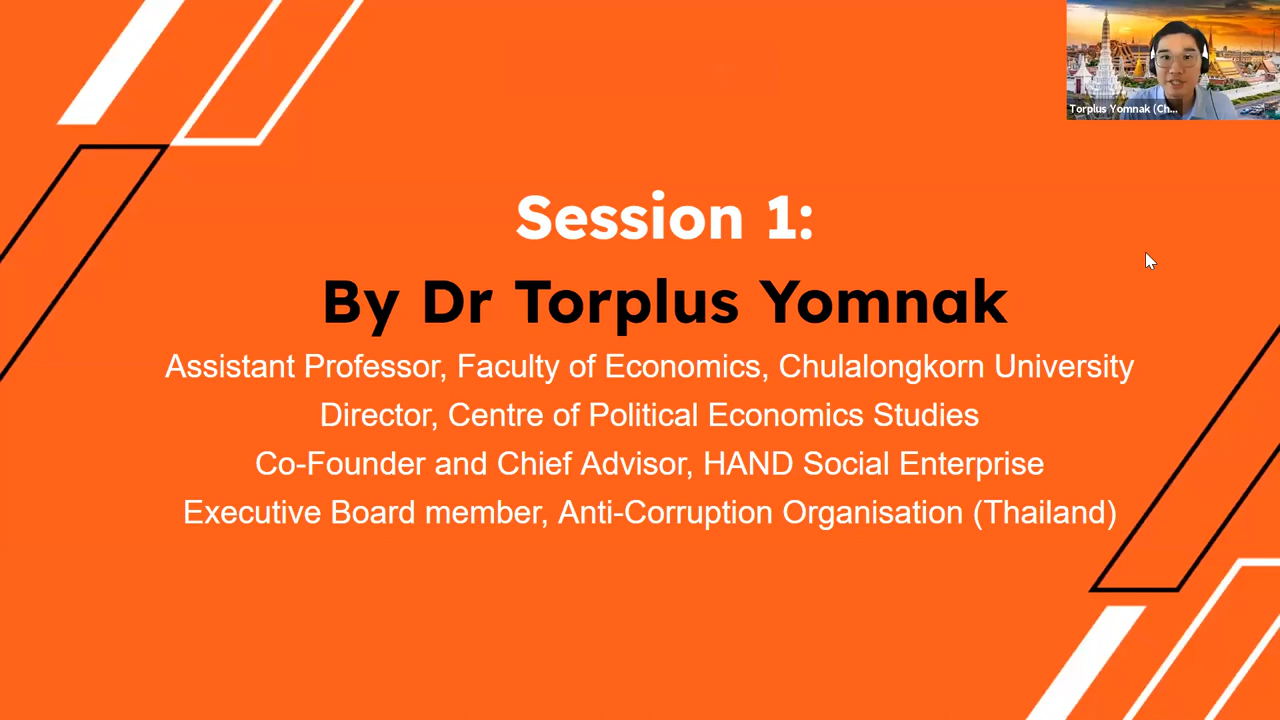 Torplus Yomnak (Ch...
Session 1:
By Dr Torplus Yomnak
Assistant Professor, Faculty of Economics, Chulalongkorn University
Director, Centre of Political Economics Studies
Co-Founder and Chief Advisor, HAND Social Enterprise
Executive Board member, Anti-Corruption Organisation (Thailand)